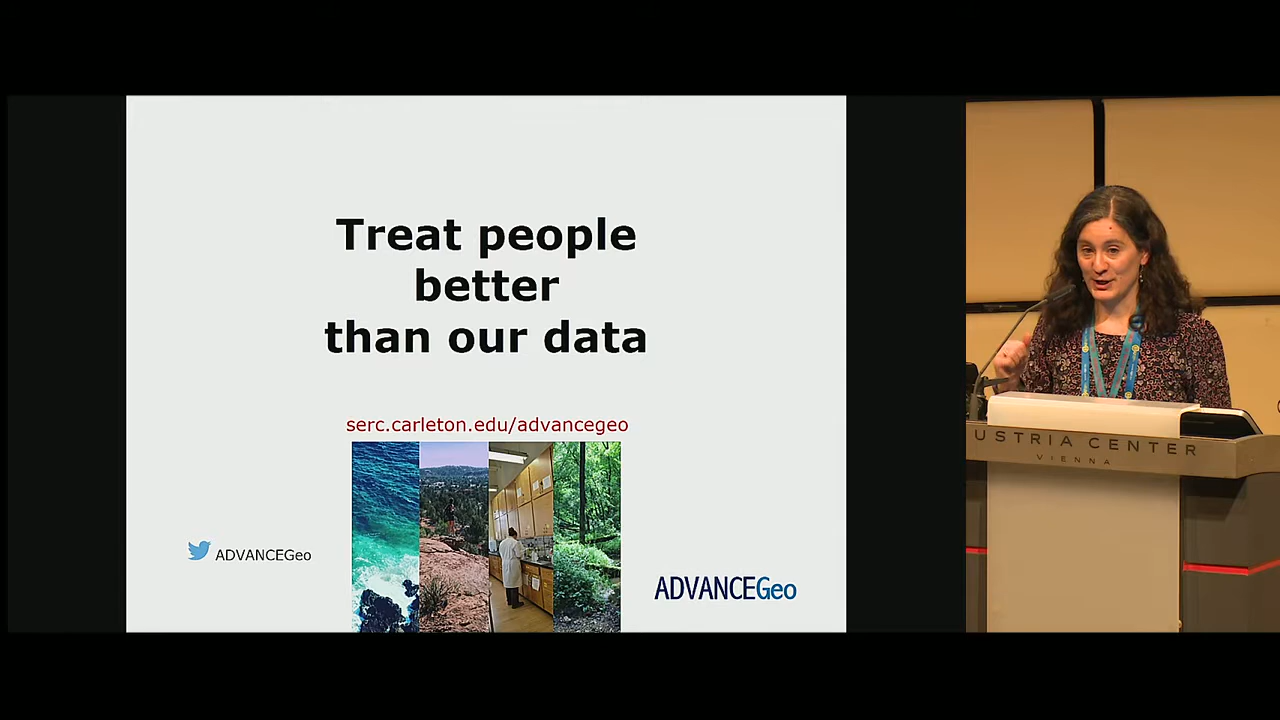 Treat people
better
than our data
serc.carleton.edu/advancegeo
ADVANCEGeo
ADVANCEGeo
USTRIA CENTER
VIENNA